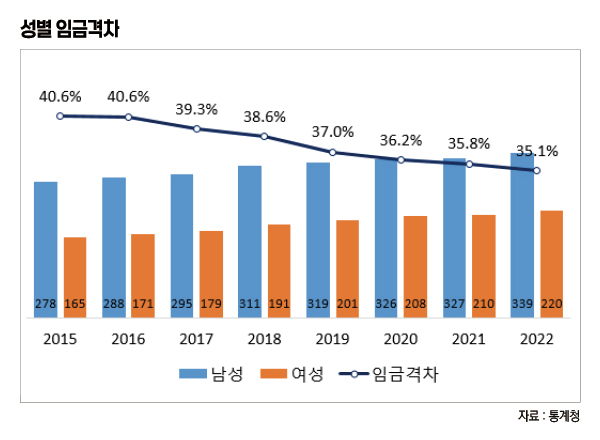 성별 임금격차
40.6% 40.6% 39.3% 38.6% 37.0% 36.2% 35.8% 35.1%
278 165 288 171 295 179 311 191 319 201 326 208 327 210 339 220
2015 2016 2017 2018 2019 2020 2021 2022
남성 여성 임금격차
자료 : 통계청